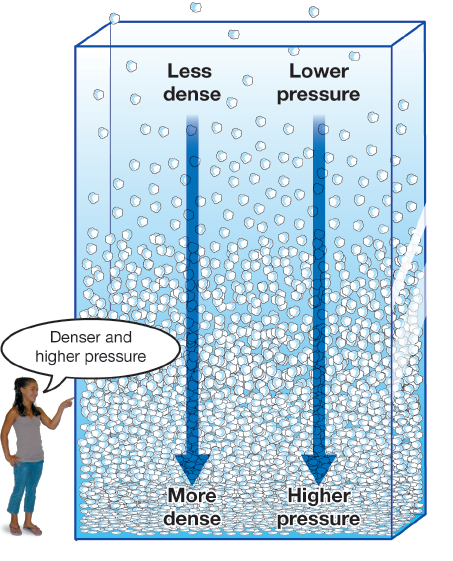 Less
dense
Lower
pressure
Denser and
higher pressure
More
dense
Higher
pressure